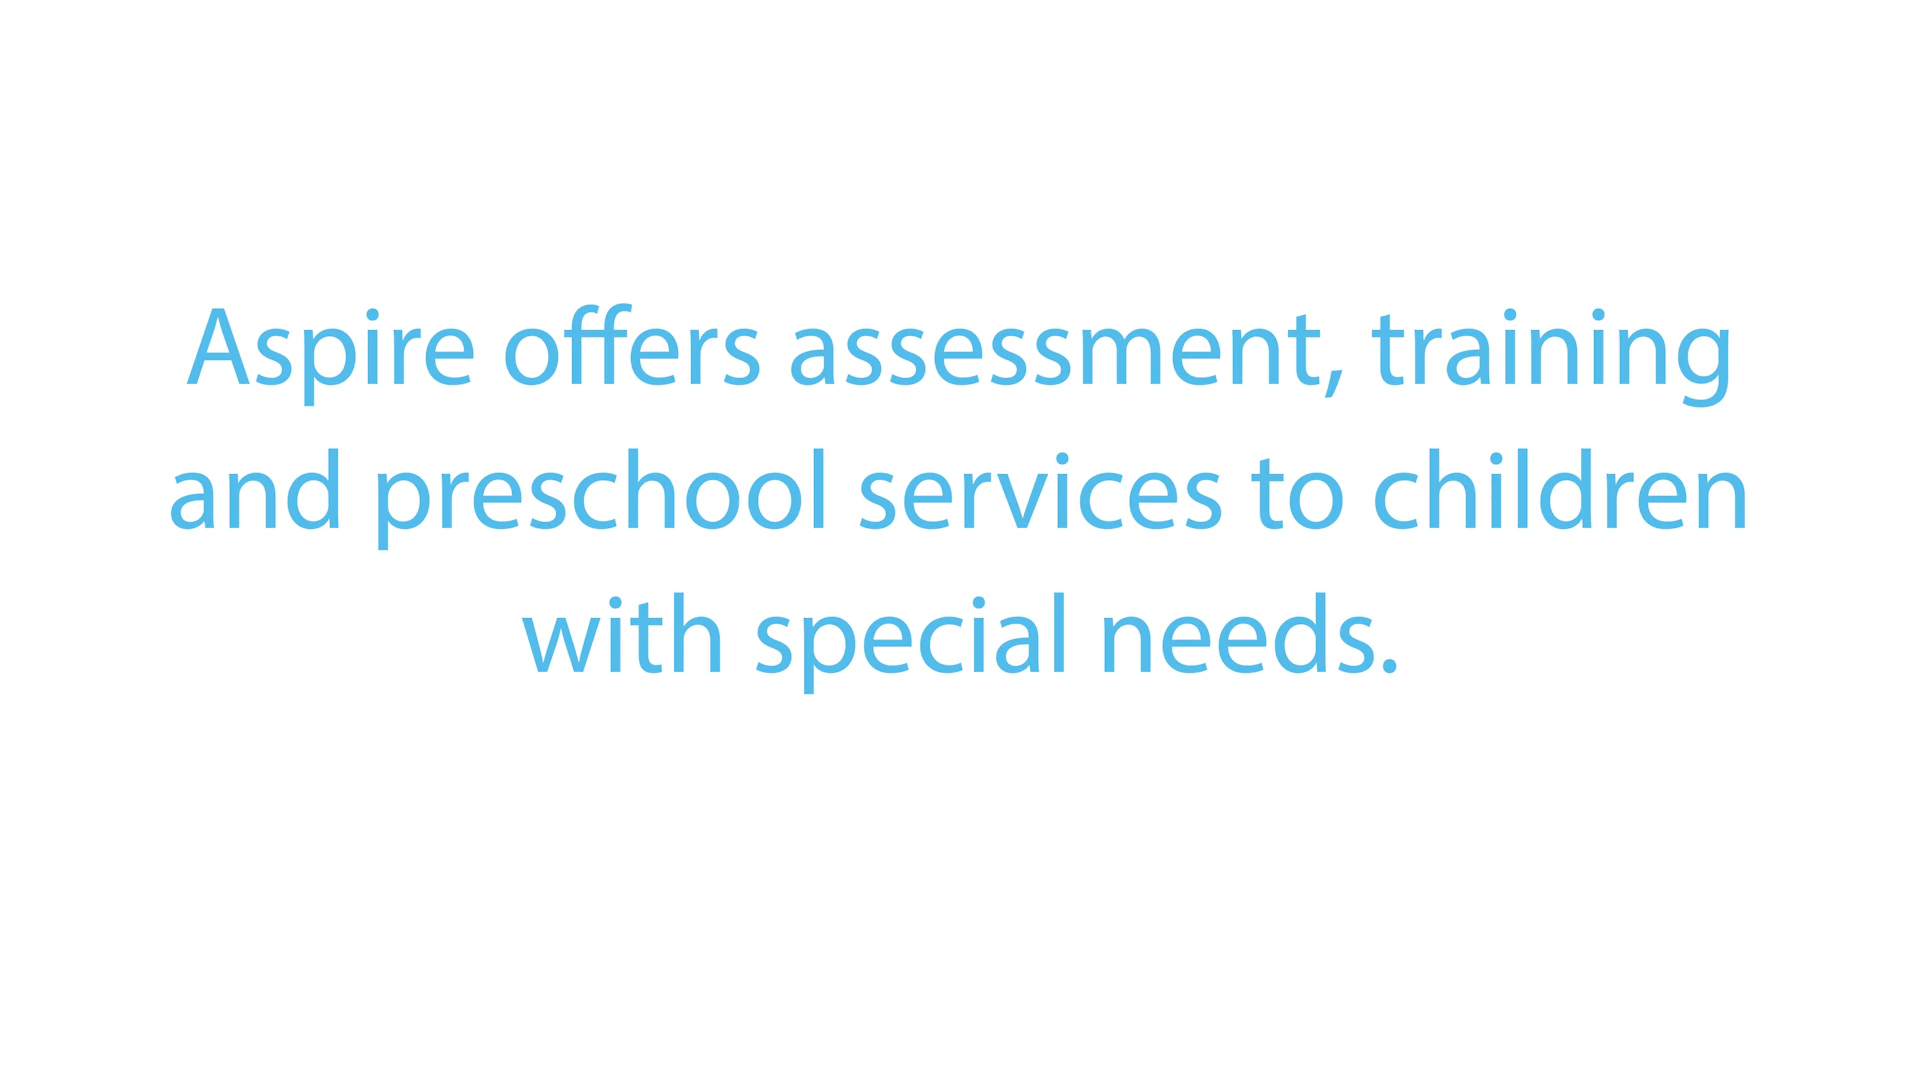 Aspire offers assessment, training
and preschool services to children
with special needs.